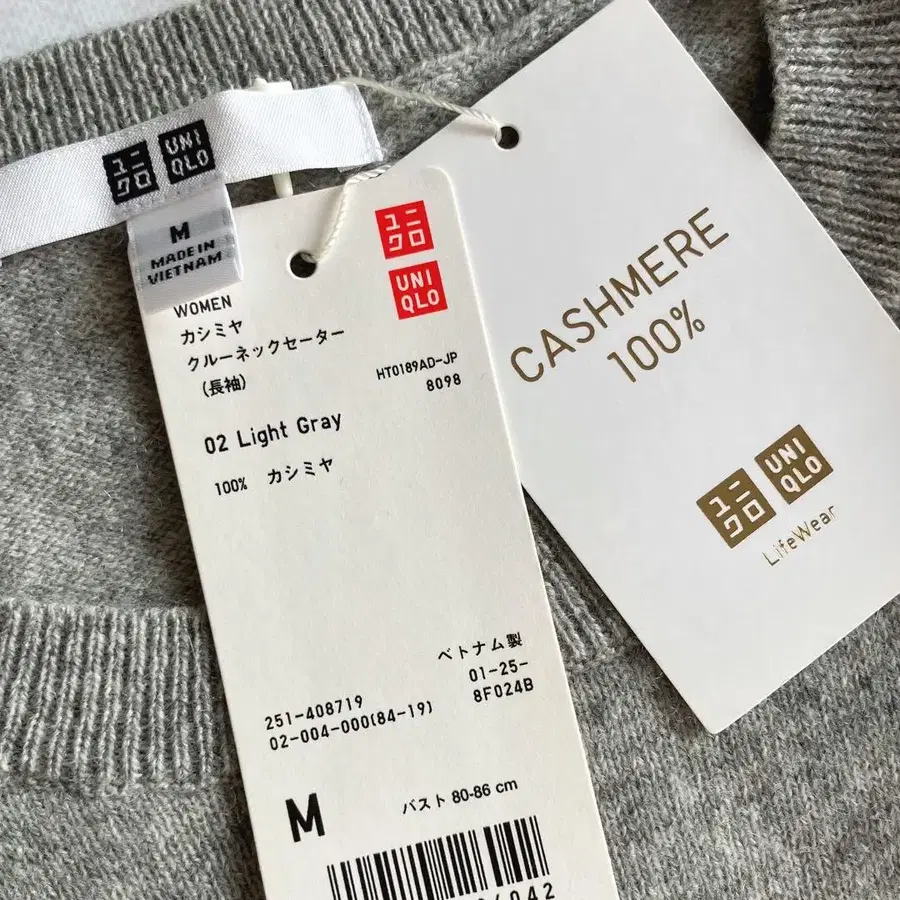 ユニ
クロ
UNI
QLO
M
MADE IN
VIETNAM
WOMEN
カシミヤ
クルーネックセーター
(長袖)
ユニ
クロ
UNI
QLO
HT0189AD-JP
8098
02 Light Gray
100% カシミヤ
ベトナム製
251-408719
01-25-
02-004-000(84-19)
8F024B
M
バスト 80-86 cm
CASHMERE
100%
ユニ
クロ
UNI
QLO
LifeWear